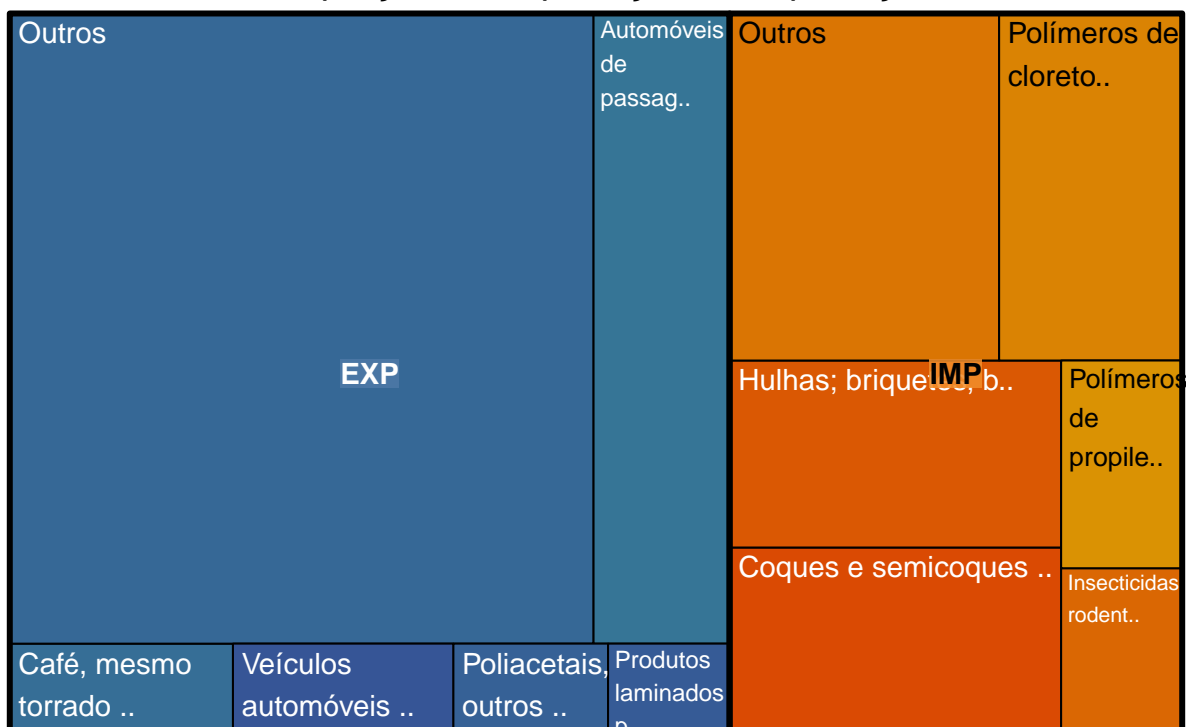 Outros
Automóveis
de
passag..
EXP
Café, mesmo
torrado ..
Veículos
automóveis ..
Poliacetais,
outros ..
Produtos
laminados
Outros
Polímeros de
cloreto..
Hulhas; briquetes, b..
IMP
Polímeros
de
propile..
Coques e semicoques ..
Insecticidas
rodent..